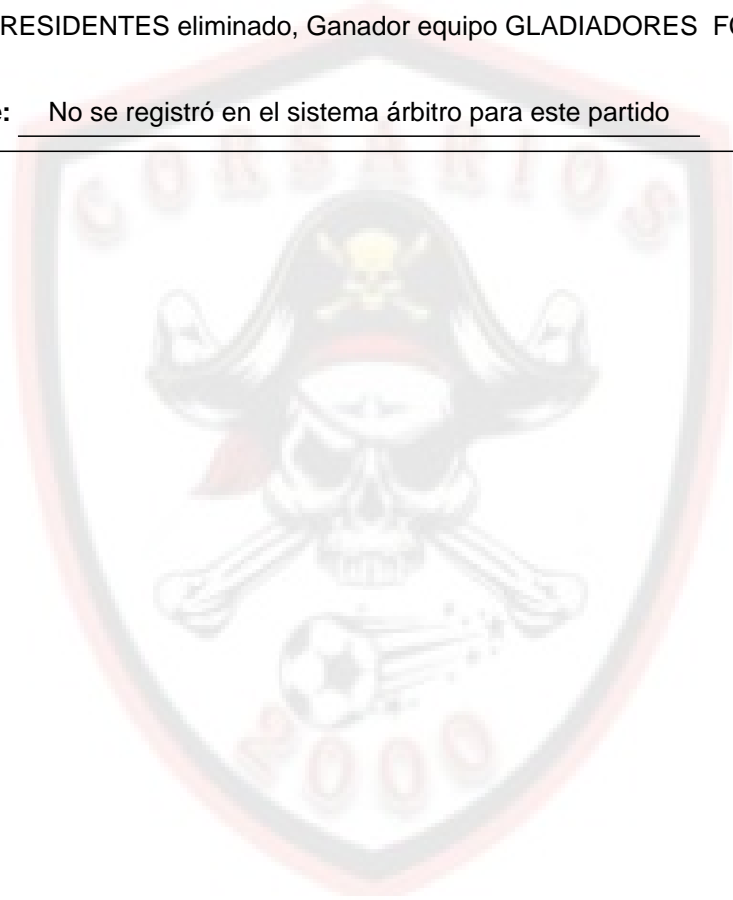 RESIDENTES eliminado, Ganador equipo GLADIADORES
No se registró en el sistema árbitro para este partido
CORSARIOS
2000